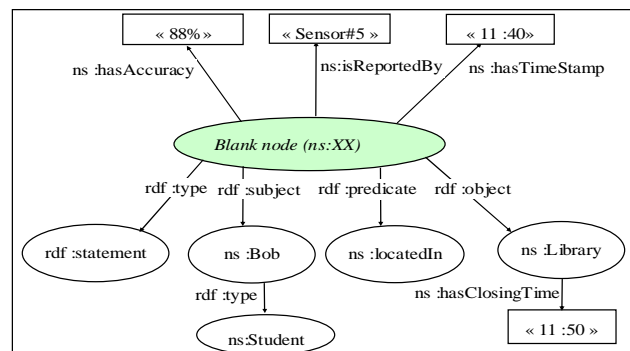 « 88% » « Sensor#5 » « 11 :40»
ns :hasAccuracy ns:isReportedBy ns :hasTimeStamp
Blank node (ns:XX)
rdf :type rdf :subject rdf :predicate rdf :object
rdf :statement ns :Bob ns :locatedIn ns :Library
rdf :type ns :hasClosingTime
ns:Student « 11 :50 »